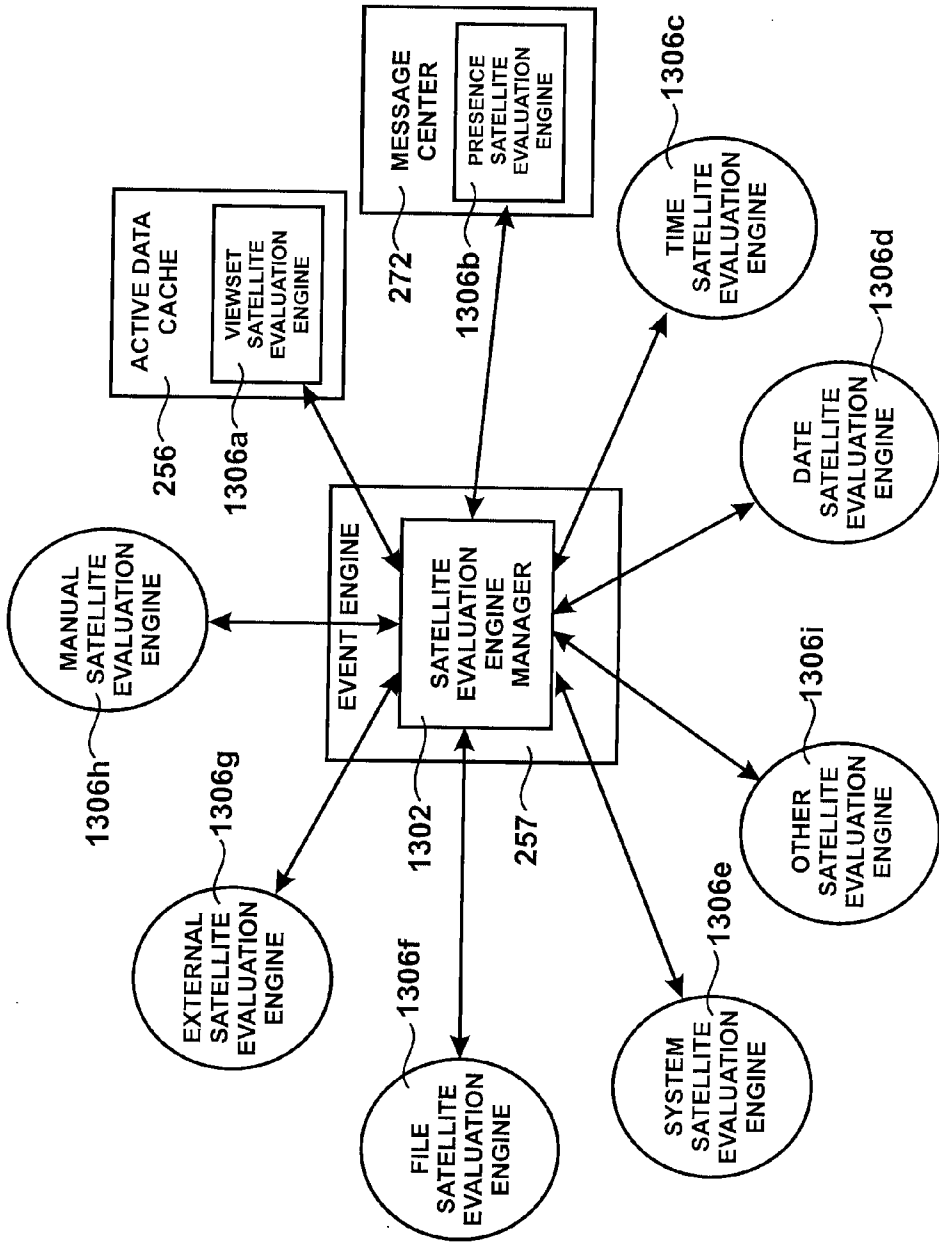 MANUAL
SATELLITE
EVALUATION
ENGINE
1306h
ACTIVE DATA
CACHE
256
VIEWSET
SATELLITE
EVALUATION
ENGINE
1306a
MESSAGE
CENTER
272
PRESENCE
SATELLITE
EVALUATION
ENGINE
1306b
EXTERNAL
SATELLITE
EVALUATION
ENGINE
1306g
EVENT ENGINE
SATELLITE
EVALUATION
ENGINE
MANAGER
1302
257
TIME
SATELLITE
EVALUATION
ENGINE
1306c
FILE
SATELLITE
EVALUATION
ENGINE
1306f
DATE
SATELLITE
EVALUATION
ENGINE
1306d
SYSTEM
SATELLITE
EVALUATION
ENGINE
1306e
OTHER
SATELLITE
EVALUATION
ENGINE
1306i